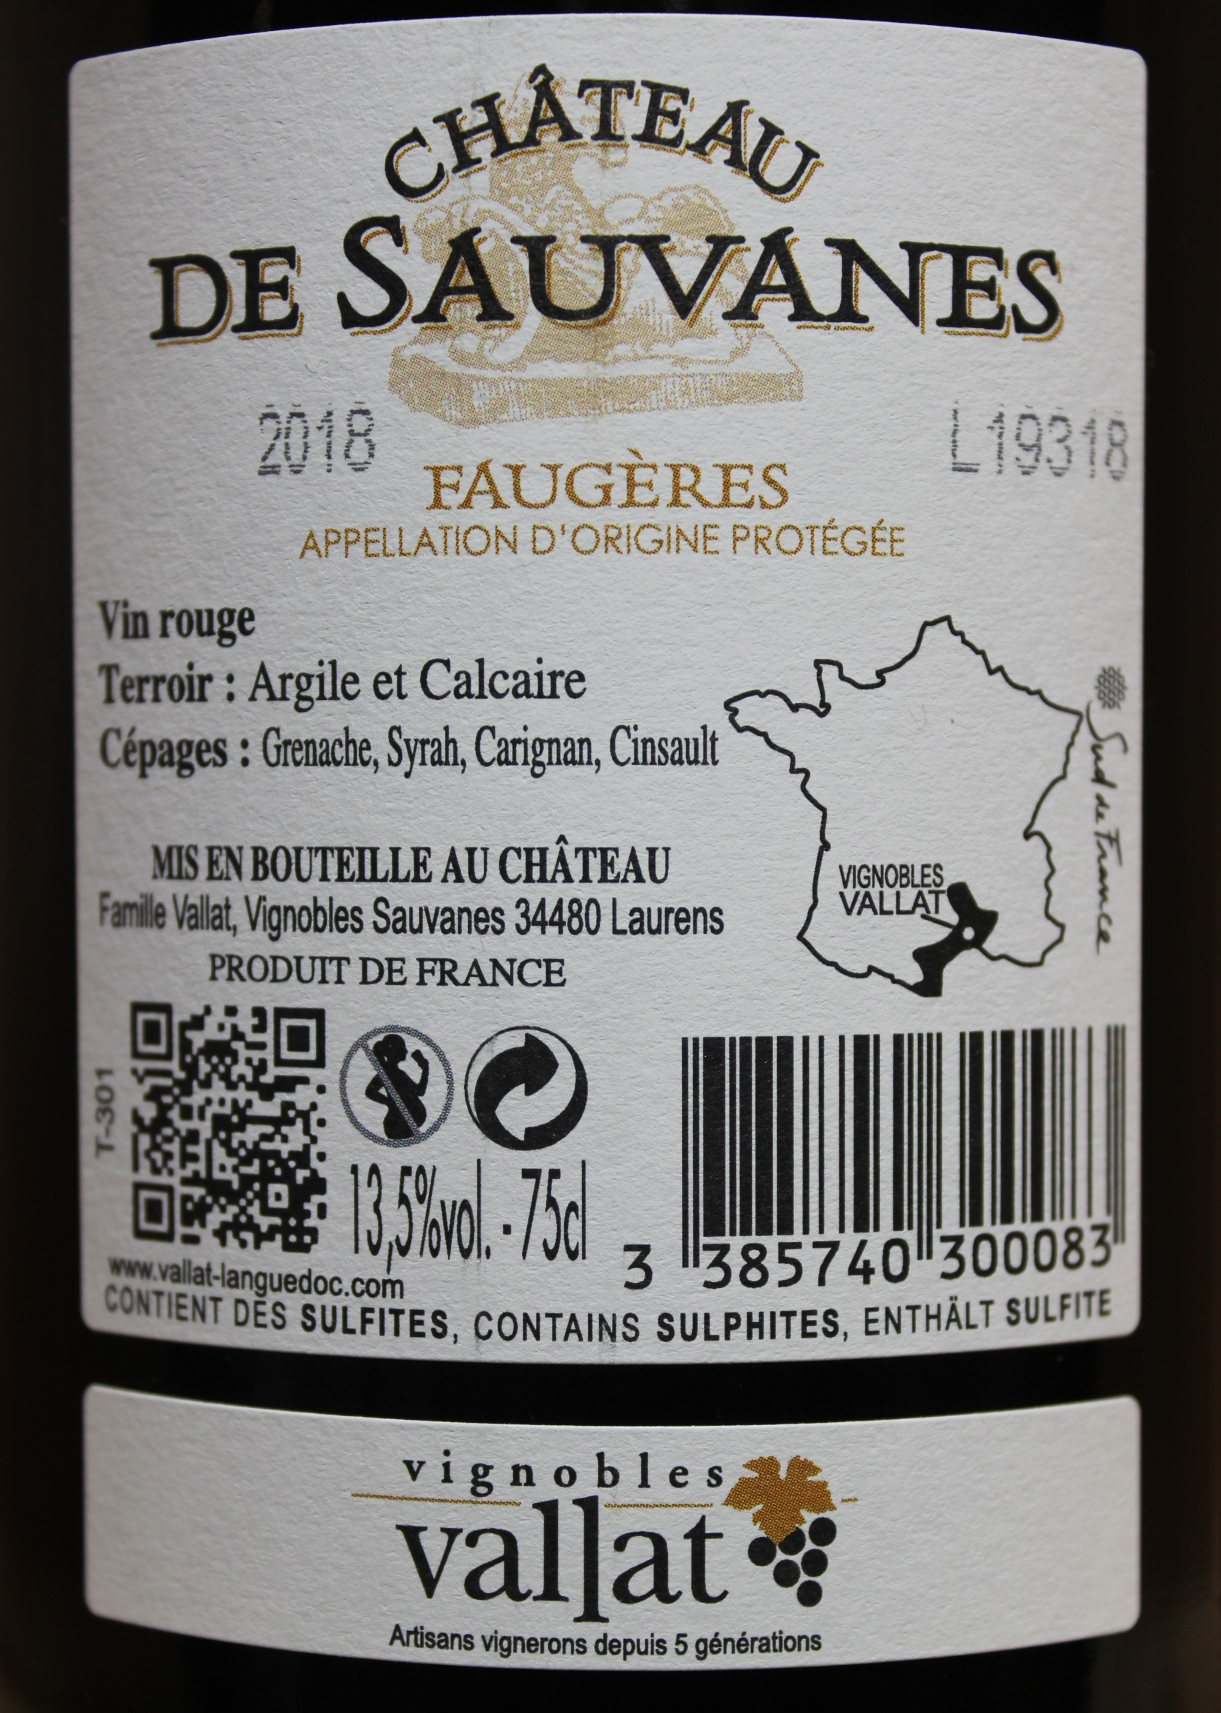 CHÂTEAU
DE SAUVANES
2018
L19318
FAUGÈRES
APPELLATION D'ORIGINE PROTÉGÉE
Vin rouge
Terroir : Argile et Calcaire
Cépages : Grenache, Syrah, Carignan, Cinsault
Sud de France
VIGNOBLES
VALLAT
MIS EN BOUTEILLE AU CHÂTEAU
Famille Vallat, Vignobles Sauvanes 34480 Laurens
PRODUIT DE FRANCE
T-301
13,5%vol. - 75cl
3 385740 300083
www.vallat-languedoc.com
CONTIENT DES SULFITES, CONTAINS SULPHITES, ENTHÄLT SULFITE
vignobles
vallat
Artisans vignerons depuis 5 générations